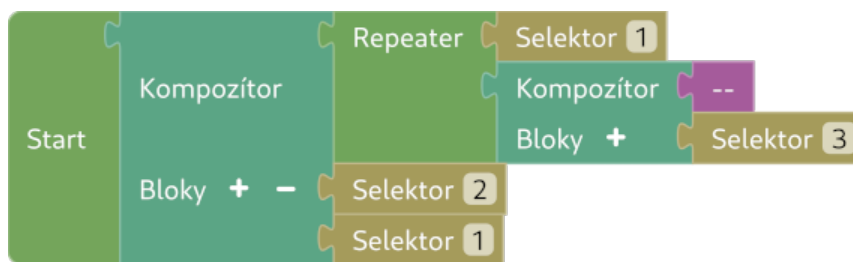 Repeater Selektor 1
Kompozítor Kompozítor --
Start Bloky + Selektor 3
Bloky + - Selektor 2
Selektor 1